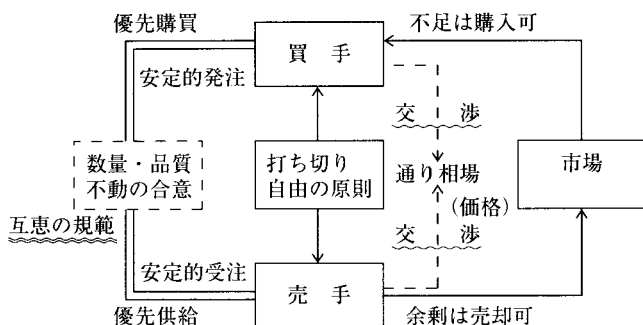 優先購買
不足は購入可
買手
安定的発注
交渉
数量・品質
不動の合意
打ち切り
自由の原則
通り相場
(価格)
市場
互恵の規範
交渉
安定的受注
売手
優先供給
余剰は売却可